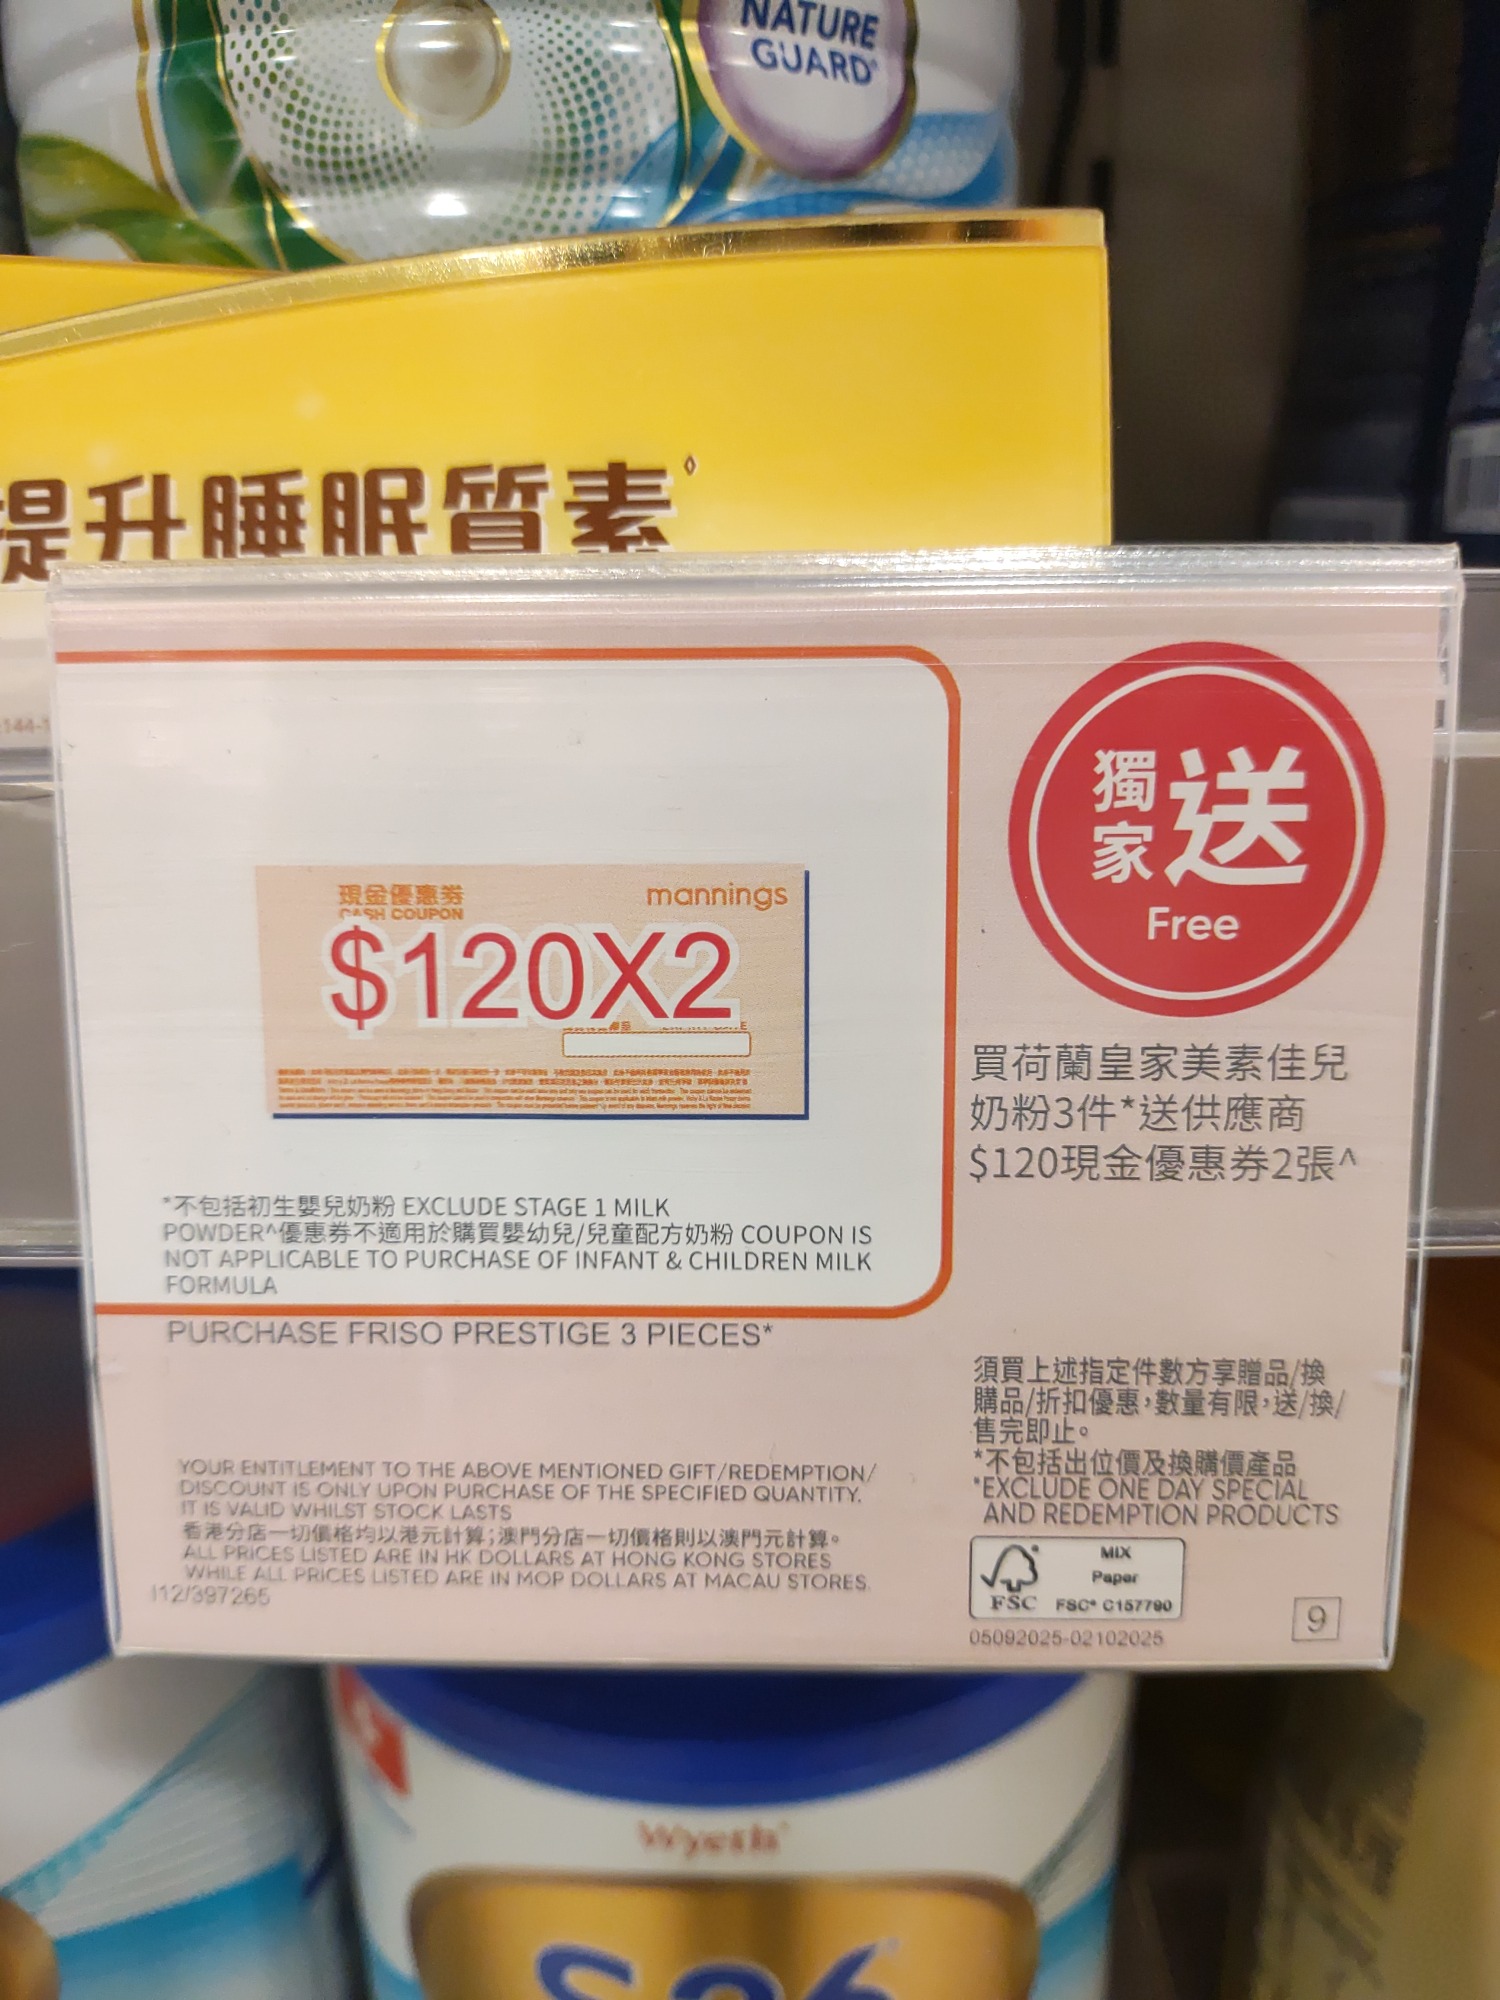 NATURE
GUARD
提升睡眠質素◊
獨家 送
Free
現金優惠券
CASH COUPON
mannings
$120X2
買荷蘭皇家美素佳兒
奶粉3件*送供應商
$120現金優惠券2張^
*不包括初生嬰兒奶粉 EXCLUDE STAGE 1 MILK
POWDER^優惠券不適用於購買嬰幼兒/兒童配方奶粉 COUPON IS
NOT APPLICABLE TO PURCHASE OF INFANT & CHILDREN MILK
FORMULA
PURCHASE FRISO PRESTIGE 3 PIECES*
須買上述指定件數方享贈品/換
購品/折扣優惠,數量有限,送/換/
售完即止。
*不包括出位價及換購價產品
*EXCLUDE ONE DAY SPECIAL
AND REDEMPTION PRODUCTS
YOUR ENTITLEMENT TO THE ABOVE MENTIONED GIFT/REDEMPTION/
DISCOUNT IS ONLY UPON PURCHASE OF THE SPECIFIED QUANTITY.
IT IS VALID WHILST STOCK LASTS
香港分店一切價格均以港元計算;澳門分店一切價格則以澳門元計算。
ALL PRICES LISTED ARE IN HK DOLLARS AT HONG KONG STORES
WHILE ALL PRICES LISTED ARE IN MOP DOLLARS AT MACAU STORES.
I12/397265
FSC
MIX
Paper
FSC® C157790
05092025-02102025
9
Wyeth
S26